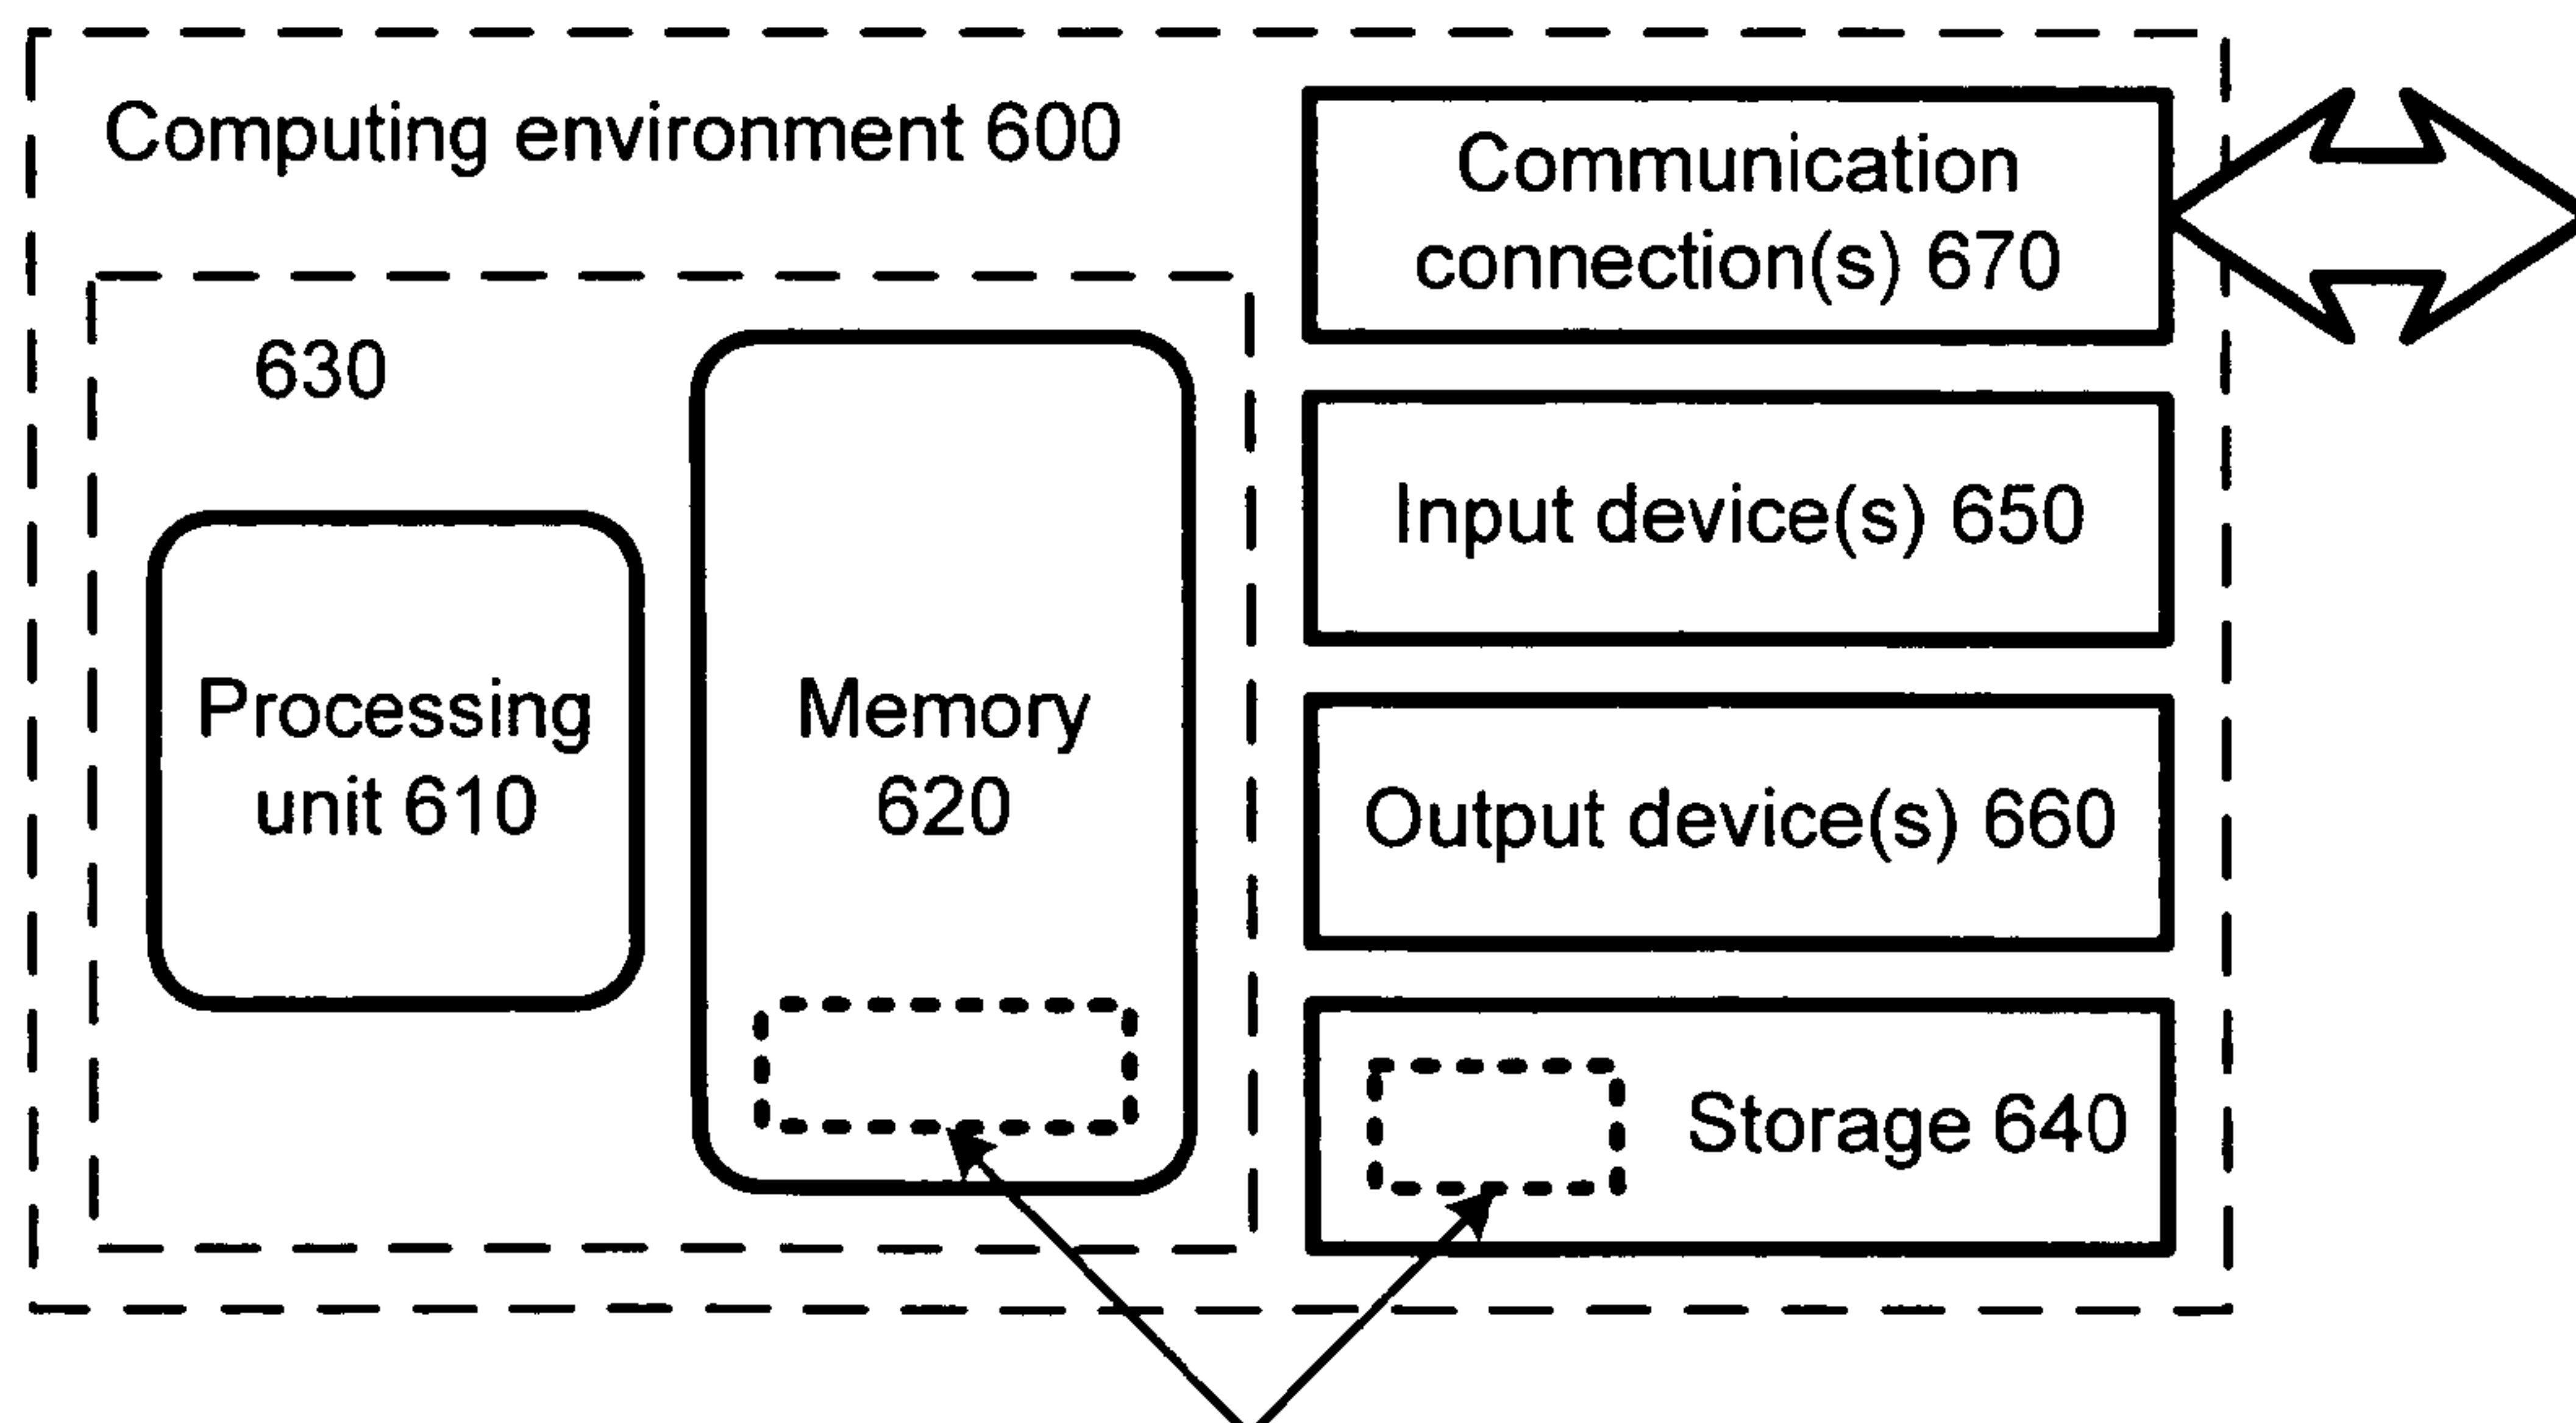 Computing environment 600
630
Processing
unit 610
Memory
620
Communication
connection(s) 670
Input device(s) 650
Output device(s) 660
Storage 640